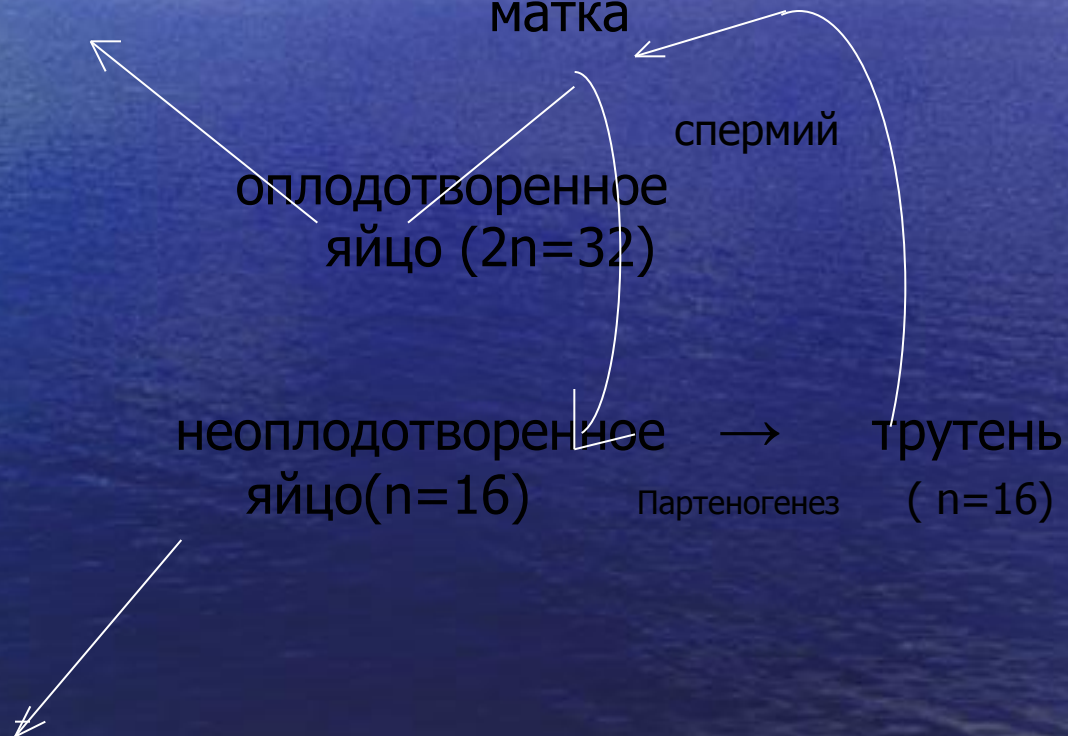 матка
спермий
оплодотворенное
яйцо (2n=32)
неоплодотворенное → трутень
яйцо(n=16) Партеногенез ( n=16)